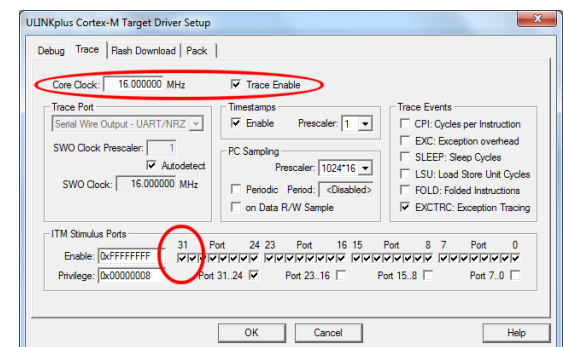 ULINKplus Cortex-M Target Driver Setup
Debug Trace Flash Download Pack
Core Clock: 16.000000 MHz Trace Enable
Trace Port
Serial Wire Output - UART/NRZ
SWO Clock Prescaler: 1
Autodetect
SWO Clock: 16.000000 MHz
Timestamps
Enable Prescaler: 1
PC Sampling
Prescaler: 1024*16
Periodic Period: <Disabled>
on Data R/W Sample
Trace Events
CPI: Cycles per Instruction
EXC: Exception overhead
SLEEP: Sleep Cycles
LSU: Load Store Unit Cycles
FOLD: Folded Instructions
EXCTRC: Exception Tracing
ITM Stimulus Ports
31 Port 24 23 Port 16 15 Port 8 7 Port 0
Enable: 0xFFFFFFFF
Privilege: 0x00000008 Port 31..24 Port 23..16 Port 15..8 Port 7..0
OK Cancel Help